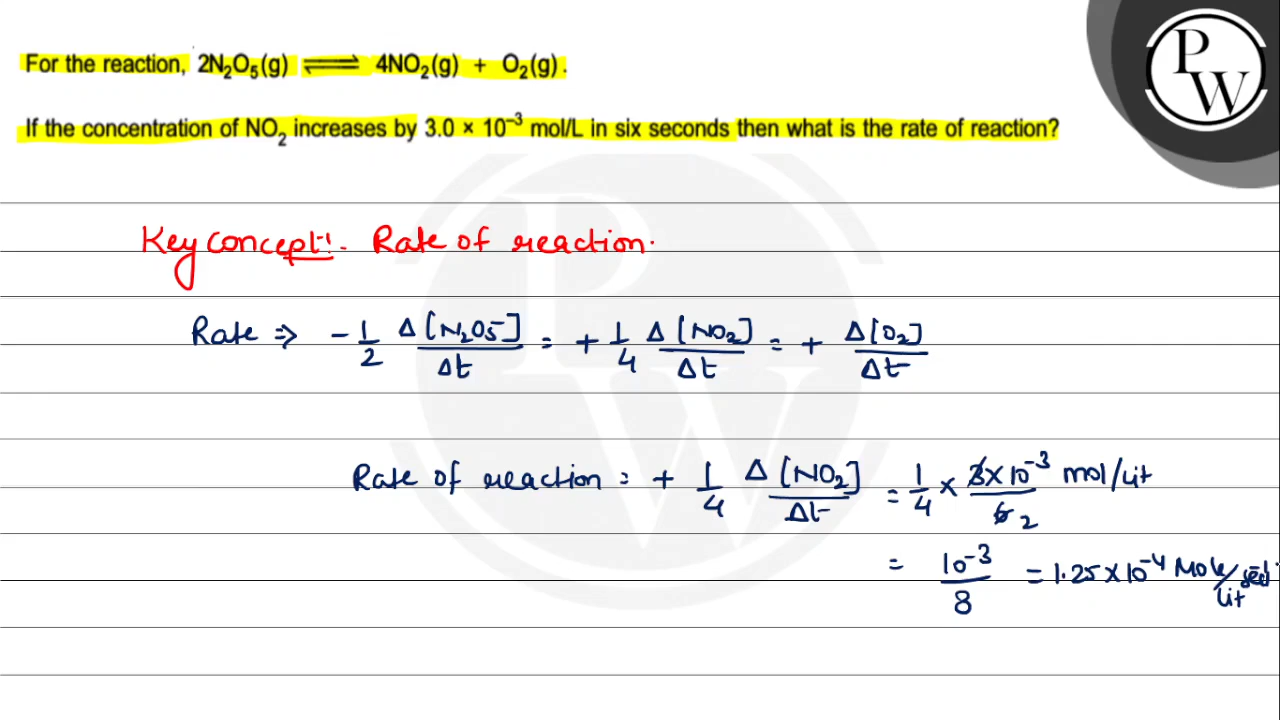 For the reaction, 2N₂O₅(g) ⇌ 4NO₂(g) + O₂(g).
If the concentration of NO₂ increases by 3.0 × 10⁻³ mol/L in six seconds then what is the rate of reaction?
P
W
Key concept:- Rate of reaction.
Rate ⇒ -1/2 Δ[N₂O₅]/Δt = +1/4 Δ[NO₂]/Δt = + Δ[O₂]/Δt
Rate of reaction = + 1/4 Δ[NO₂]/Δt = 1/4 × 3×10⁻³/6 2 mol/lit
= 10⁻³/8 = 1.25×10⁻⁴ Mole/lit sec⁻¹